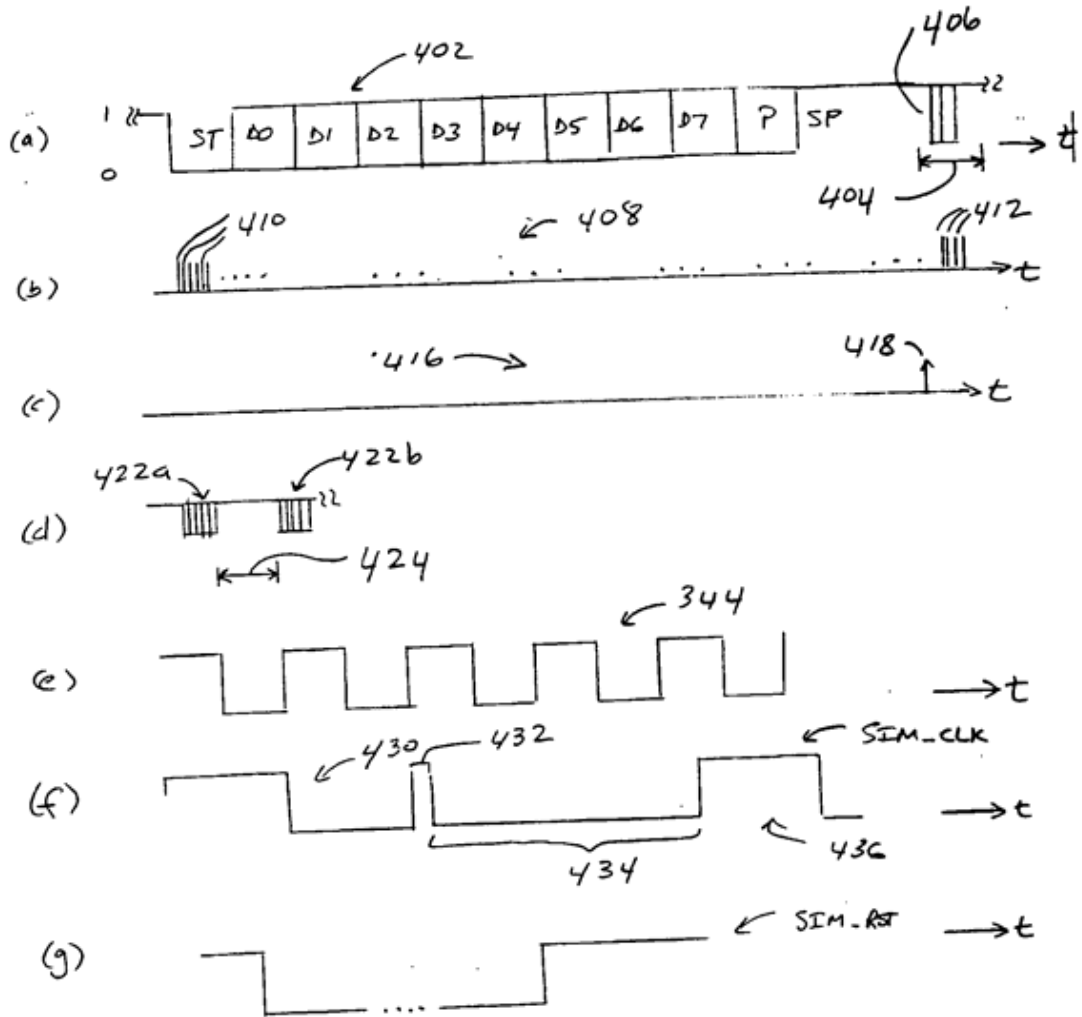 402
406
(a)
1
0
ST D0 D1 D2 D3 D4 D5 D6 D7 P SP
t
404
410
408
412
(b)
.... .... .... .... .... ....
t
416
418
(c)
t
422a
422b
(d)
424
344
(e)
t
430
432
SIM_CLK
(f)
t
434
436
SIM_RST
t
(g)
....